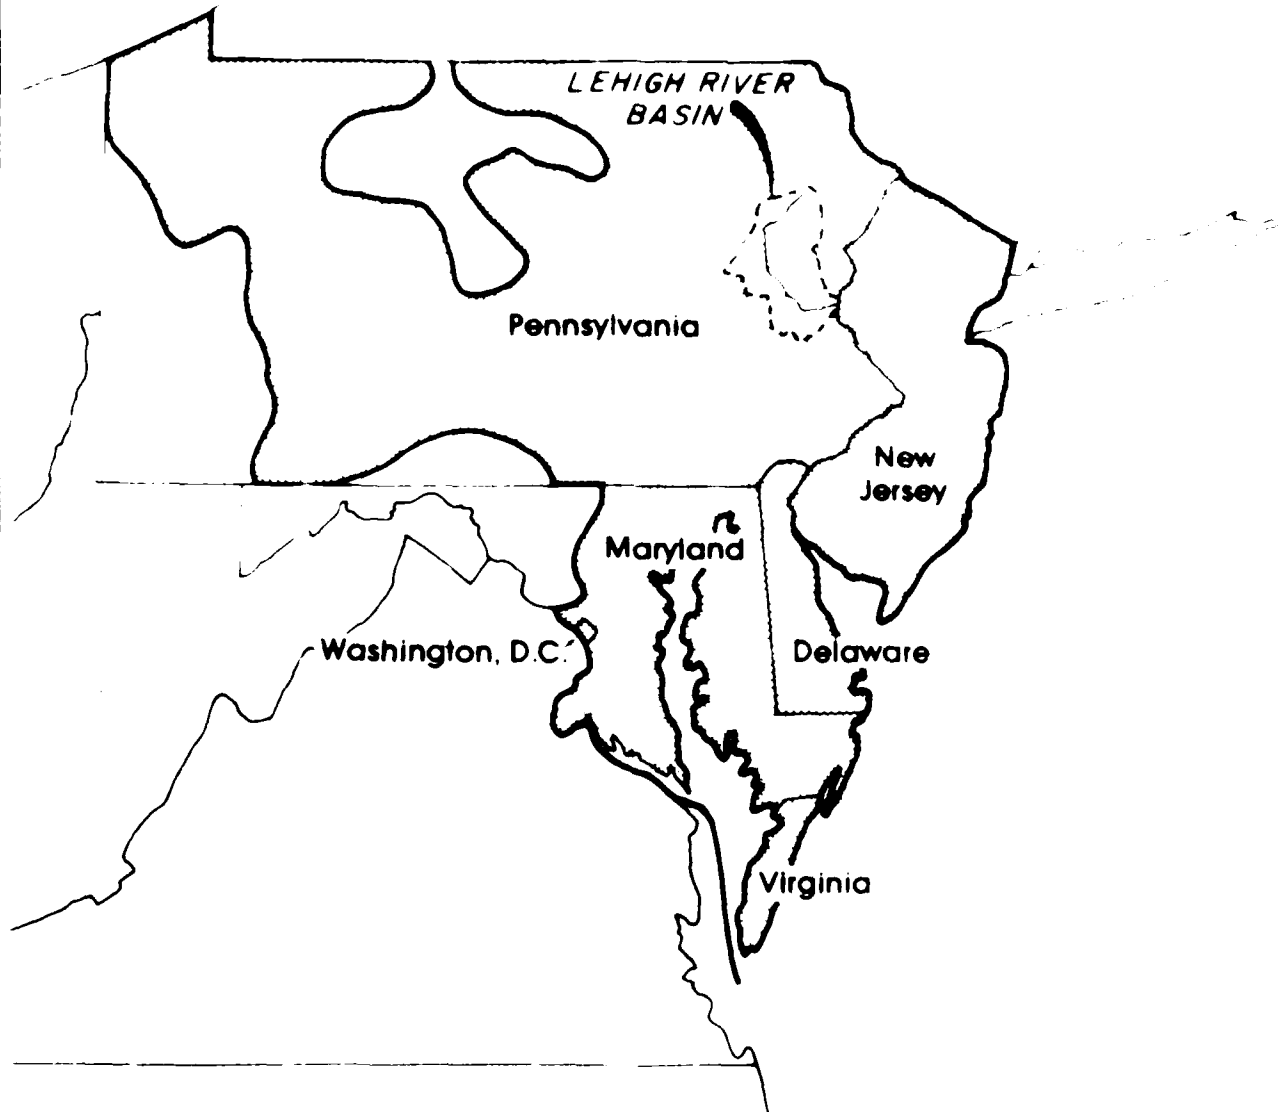 LEHIGH RIVER
BASIN
Pennsylvania
New
Jersey
Maryland
Washington, D.C.
Delaware
Virginia